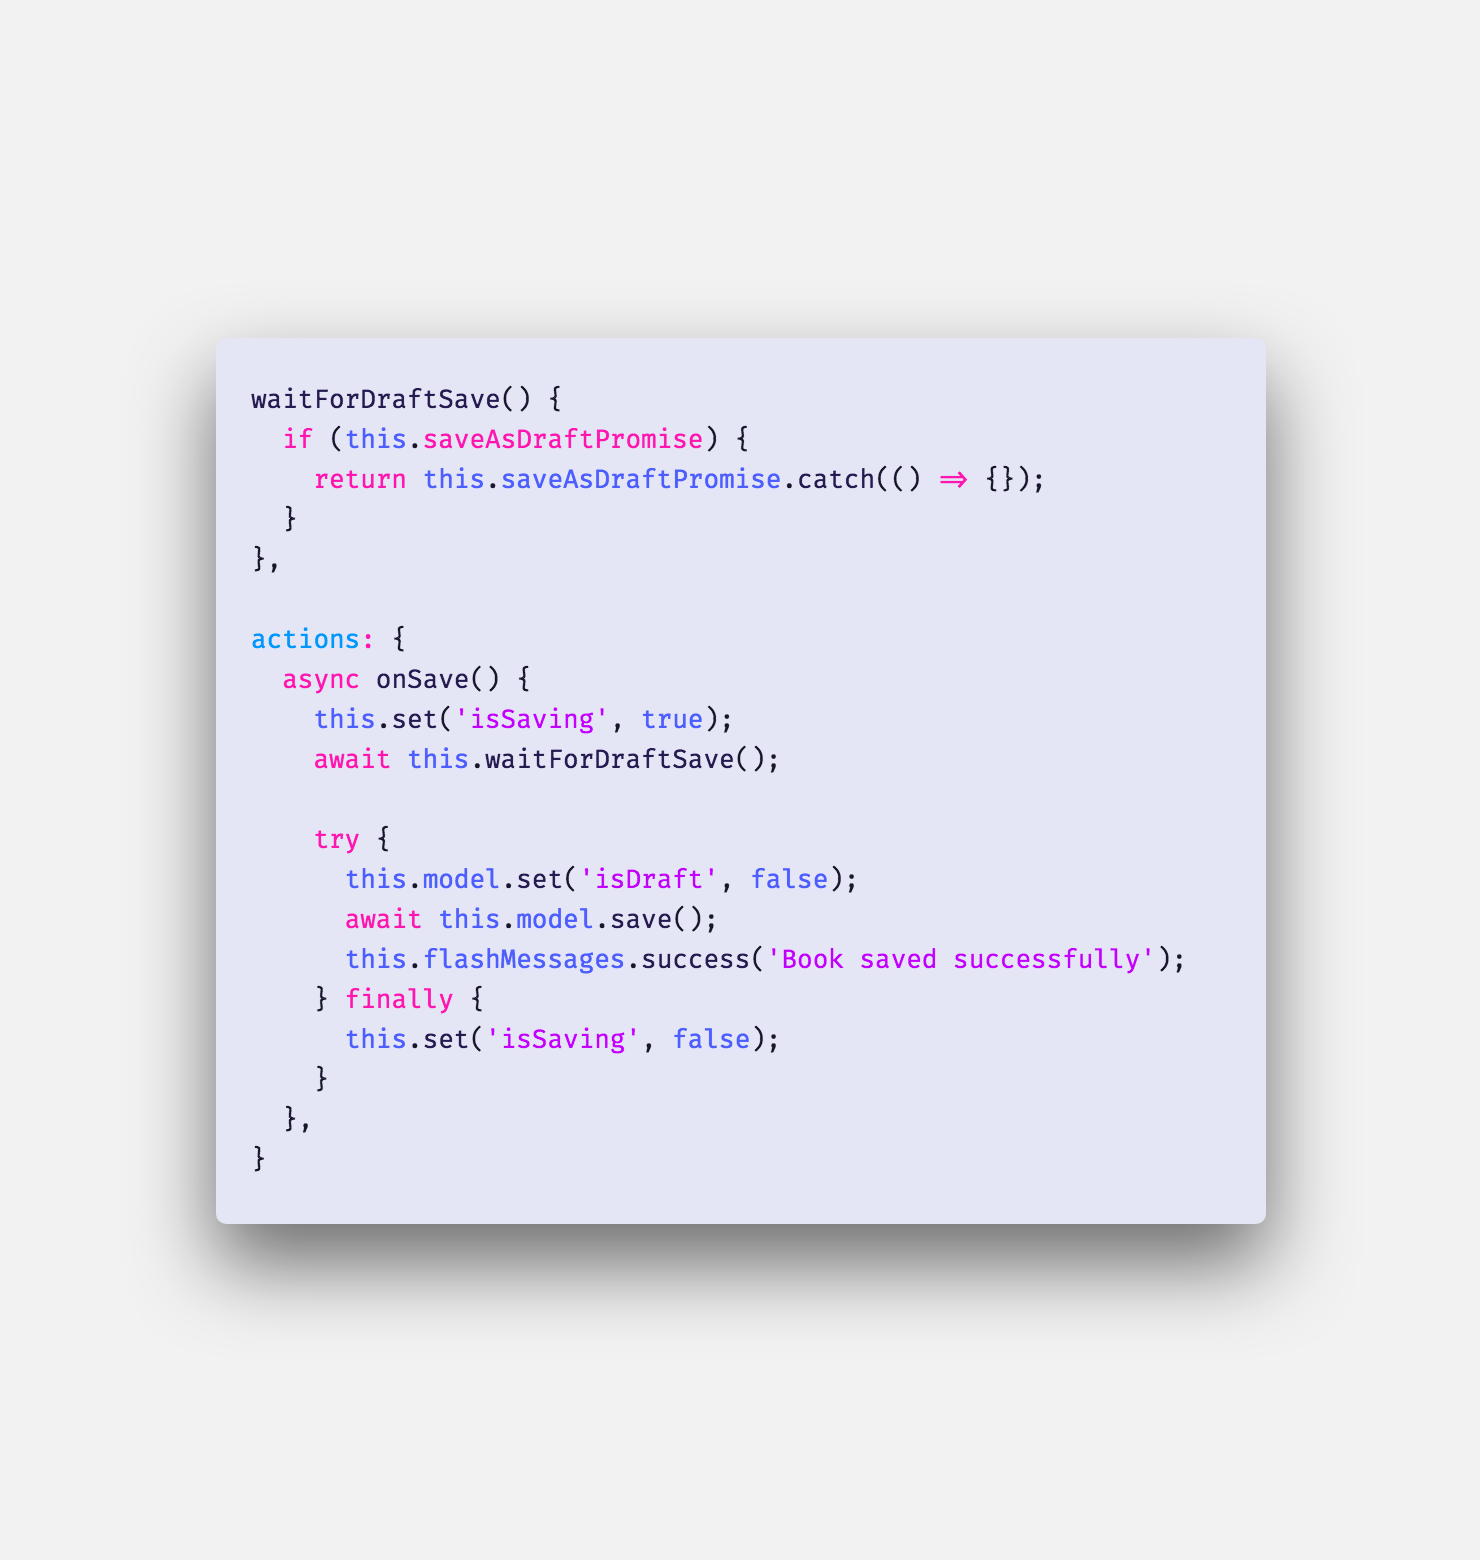 waitForDraftSave() {
  if (this.saveAsDraftPromise) {
    return this.saveAsDraftPromise.catch(() => {});
  }
},

actions: {
  async onSave() {
    this.set('isSaving', true);
    await this.waitForDraftSave();

    try {
      this.model.set('isDraft', false);
      await this.model.save();
      this.flashMessages.success('Book saved successfully');
    } finally {
      this.set('isSaving', false);
    }
  },
}